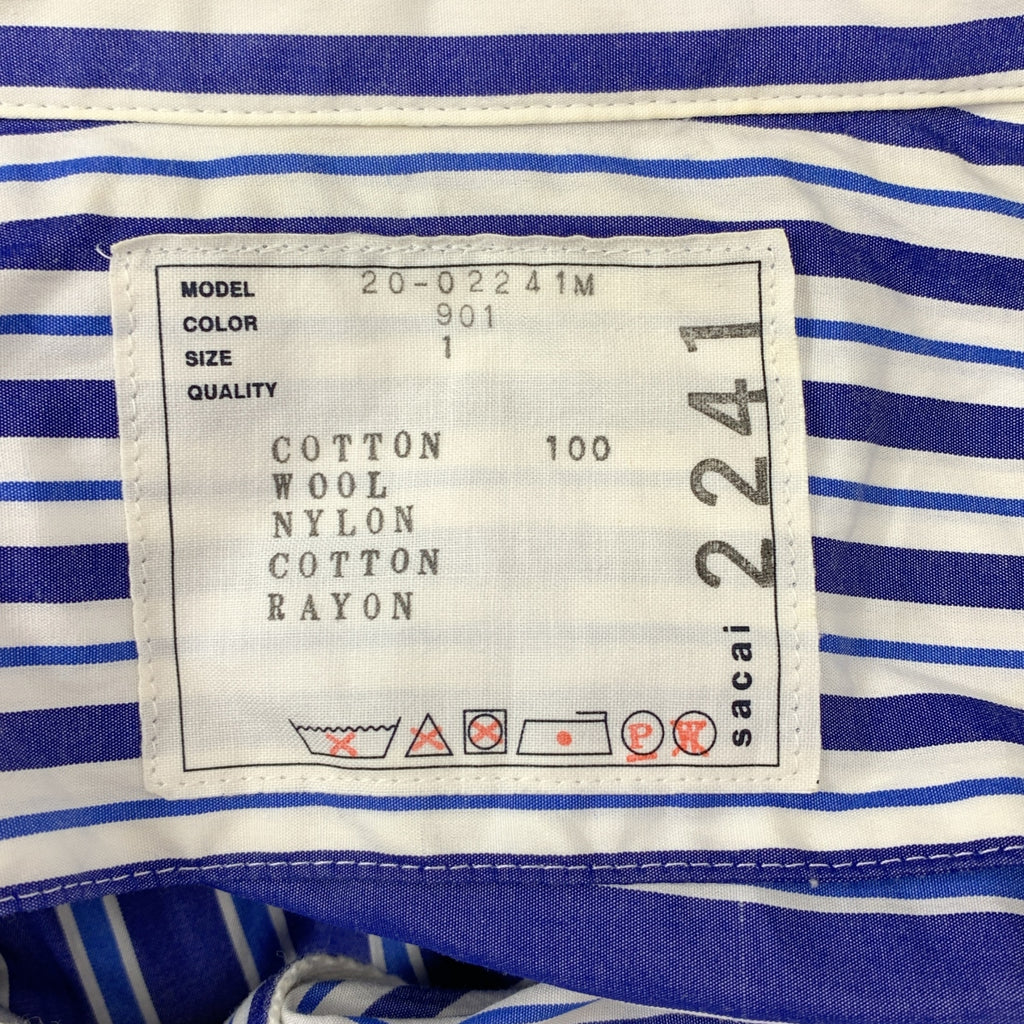 MODEL 20-02241M
COLOR 901
SIZE 1
QUALITY
COTTON 100
WOOL
NYLON
COTTON
RAYON
P W
sacai 2241